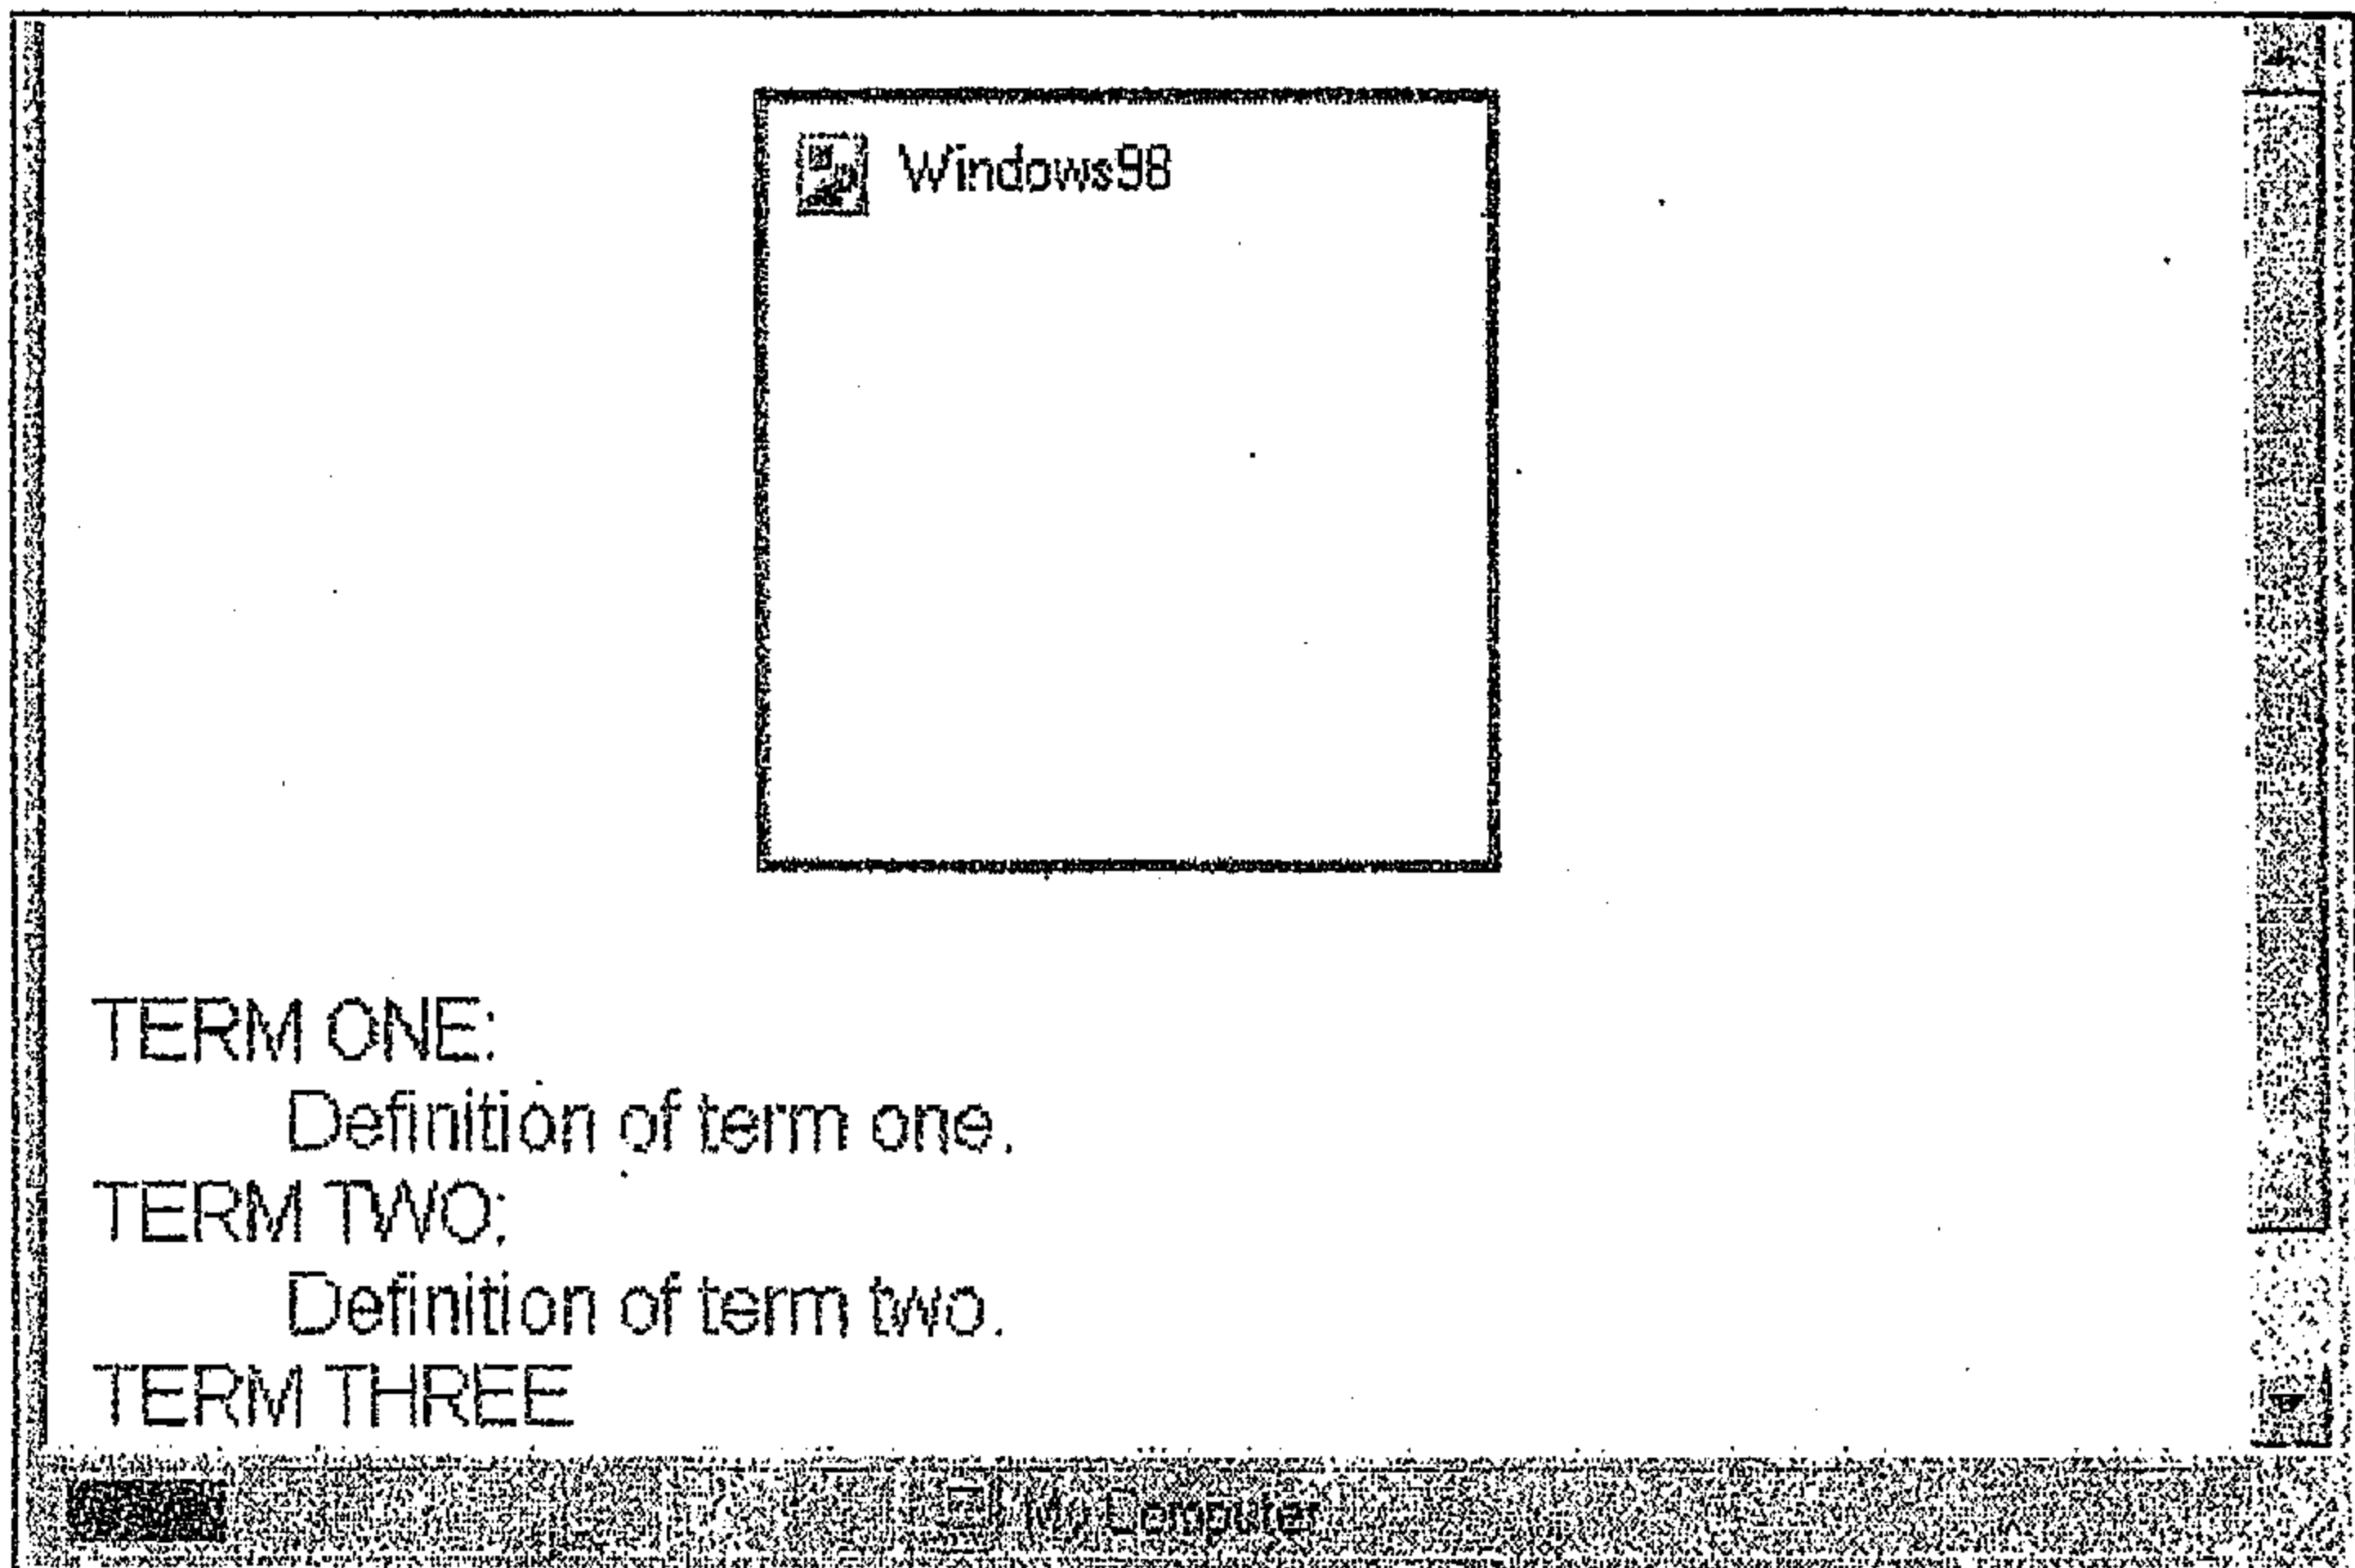 Windows98
TERM ONE:
Definition of term one.
TERM TWO:
Definition of term two.
TERM THREE
My Computer